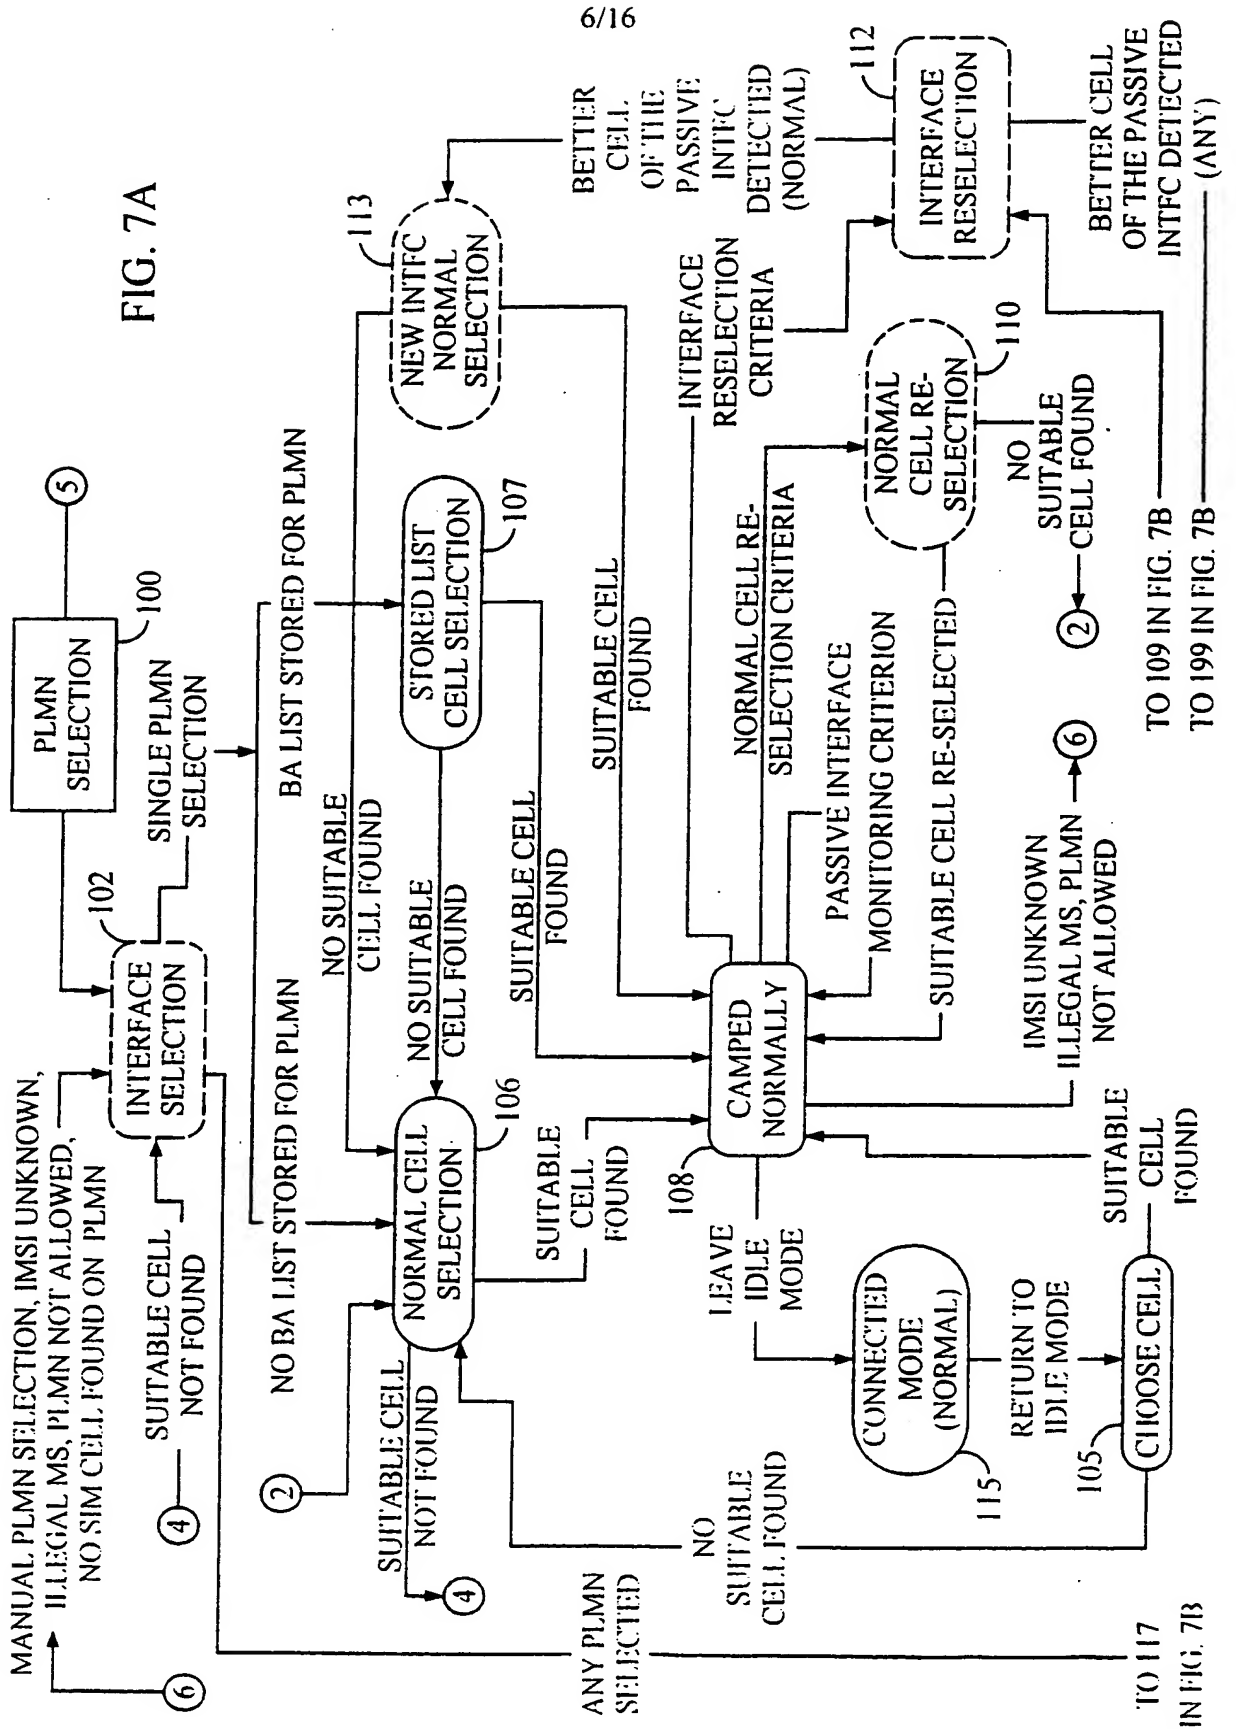 6/16
FIG. 7A
PLMN
SELECTION
100
5
MANUAL PLMN SELECTION, IMSI UNKNOWN,
ILLEGAL MS, PLMN NOT ALLOWED,
NO SIM CELL FOUND ON PLMN
6
INTERFACE
SELECTION
102
SINGLE PLMN
SELECTION
4
SUITABLE CELL
NOT FOUND
NO BA LIST STORED FOR PLMN
BA LIST STORED FOR PLMN
2
NO SUITABLE
CELL FOUND
NORMAL CELL
SELECTION
106
NO SUITABLE
CELL FOUND
STORED LIST
CELL SELECTION
107
NEW INTFC
NORMAL
SELECTION
113
SUITABLE CELL
NOT FOUND
4
SUITABLE
CELL
FOUND
SUITABLE CELL
FOUND
SUITABLE CELL
FOUND
BETTER
CELL
OF THE
PASSIVE
INTFC
DETECTED
(NORMAL)
ANY PLMN
SELECTED
NO
SUITABLE
CELL FOUND
LEAVE
IDLE
MODE
108
CAMPED
NORMALLY
INTERFACE
RESELECTION
CRITERIA
NORMAL CELL RE-
SELECTION CRITERIA
PASSIVE INTERFACE
MONITORING CRITERION
SUITABLE CELL RE-SELECTED
NORMAL
CELL RE-
SELECTION
110
INTERFACE
RESELECTION
112
CONNECTED
MODE
(NORMAL)
115
RETURN TO
IDLE MODE
105
CHOOSE CELL
SUITABLE
CELL
FOUND
IMSI UNKNOWN
ILLEGAL MS, PLMN
NOT ALLOWED
6
NO
SUITABLE
CELL FOUND
2
BETTER CELL
OF THE PASSIVE
INTFC DETECTED
(ANY)
TO 117
IN FIG. 7B
TO 109 IN FIG. 7B
TO 199 IN FIG. 7B